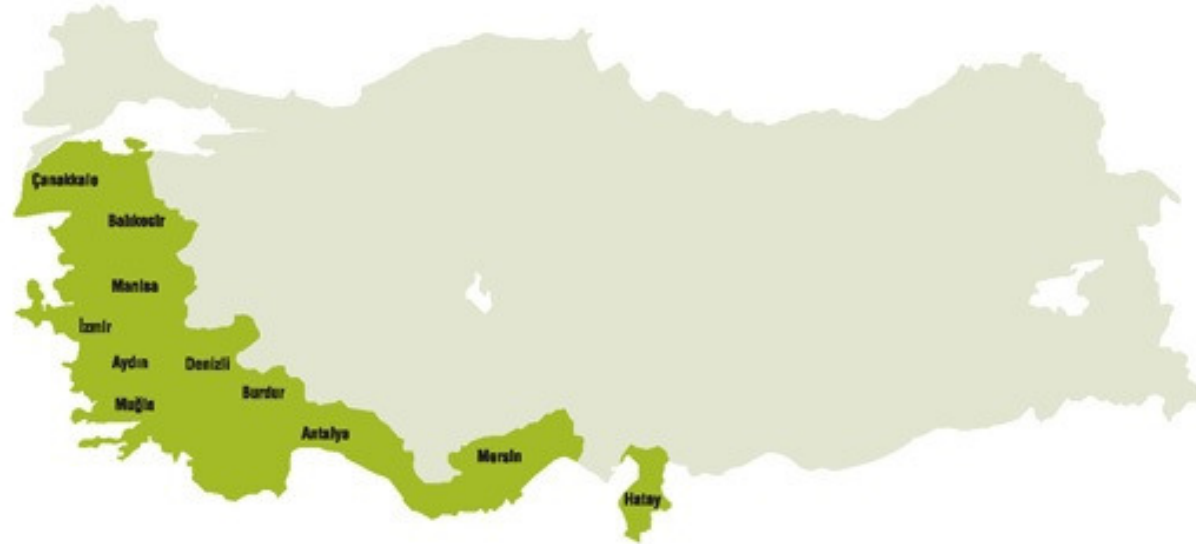 Çanakkale
Balıkesir
Manisa
İzmir
Aydın
Denizli
Burdur
Muğla
Antalya
Mersin
Hatay